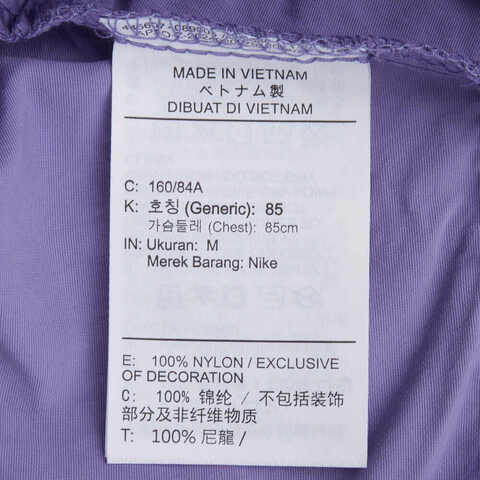 MADE IN VIETNAM
ベトナム製
DIBUAT DI VIETNAM
C: 160/84A
K: 호칭 (Generic): 85
가슴둘레 (Chest): 85cm
IN: Ukuran: M
Merek Barang: Nike
E: 100% NYLON / EXCLUSIVE
OF DECORATION
C: 100% 锦纶 / 不包括装饰
部分及非纤维物质
T: 100% 尼龍 /